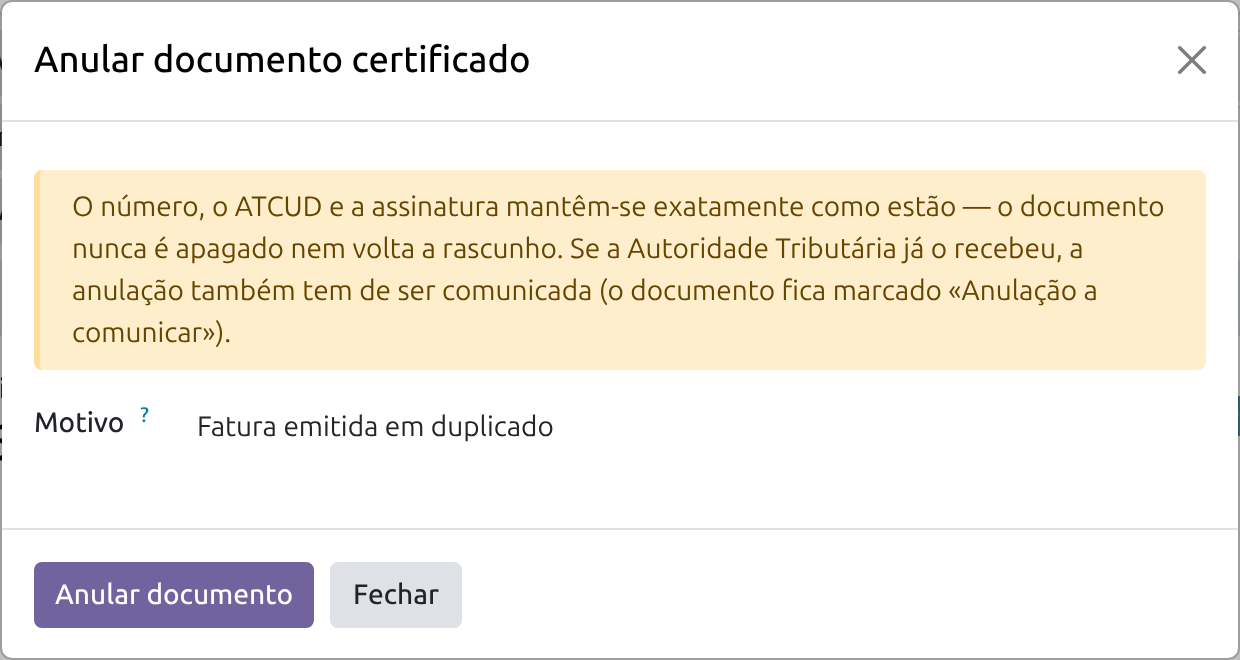 Anular documento certificado
O número, o ATCUD e a assinatura mantêm-se exatamente como estão — o documento
nunca é apagado nem volta a rascunho. Se a Autoridade Tributária já o recebeu, a
anulação também tem de ser comunicada (o documento fica marcado «Anulação a
comunicar»).
Motivo ? Fatura emitida em duplicado
Anular documento Fechar